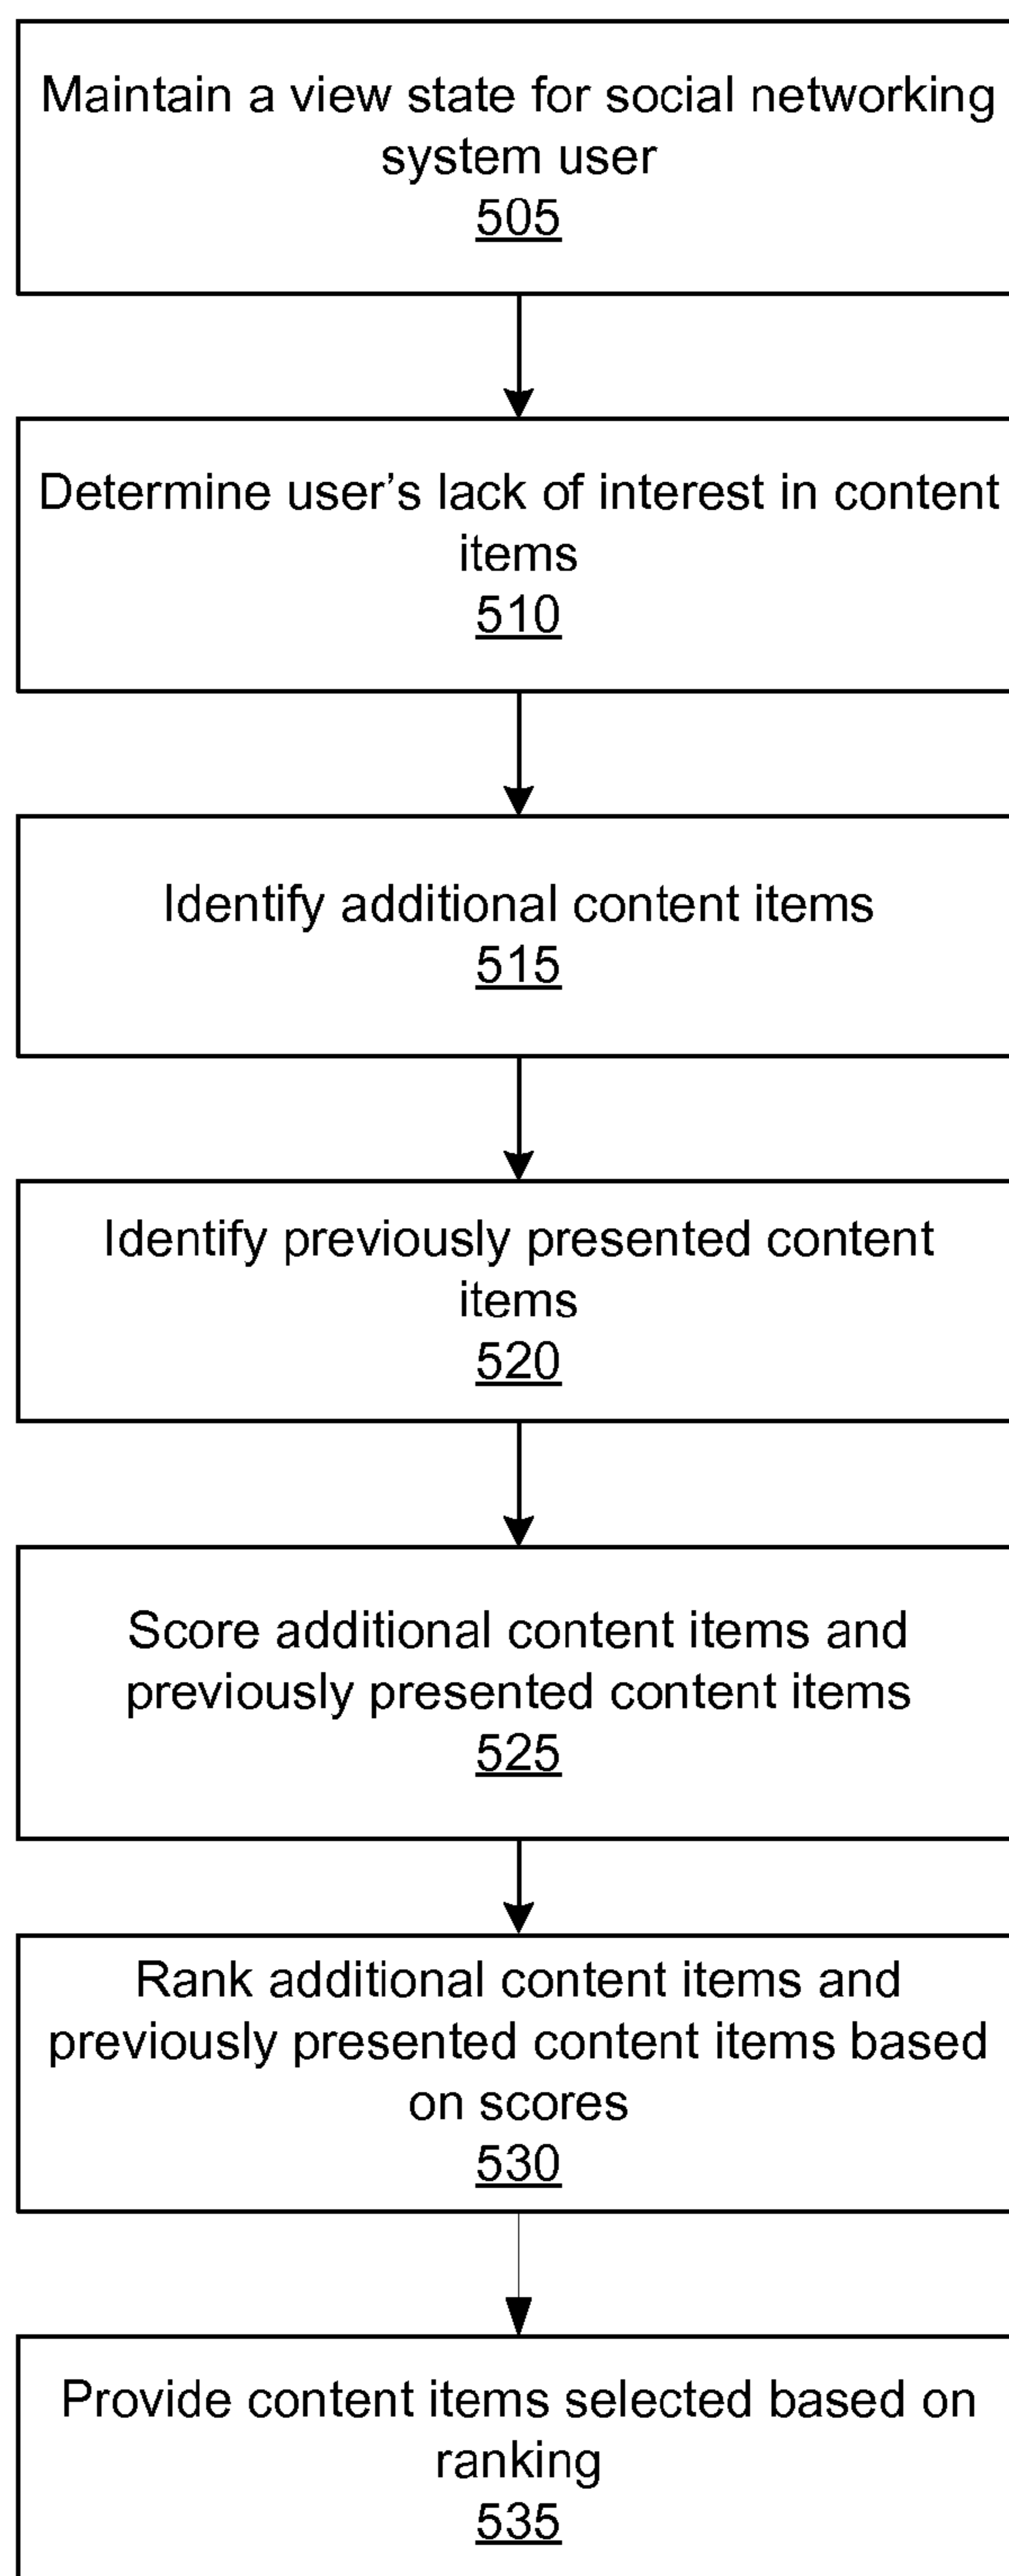 Maintain a view state for social networking
system user
505
Determine user's lack of interest in content
items
510
Identify additional content items
515
Identify previously presented content
items
520
Score additional content items and
previously presented content items
525
Rank additional content items and
previously presented content items based
on scores
530
Provide content items selected based on
ranking
535